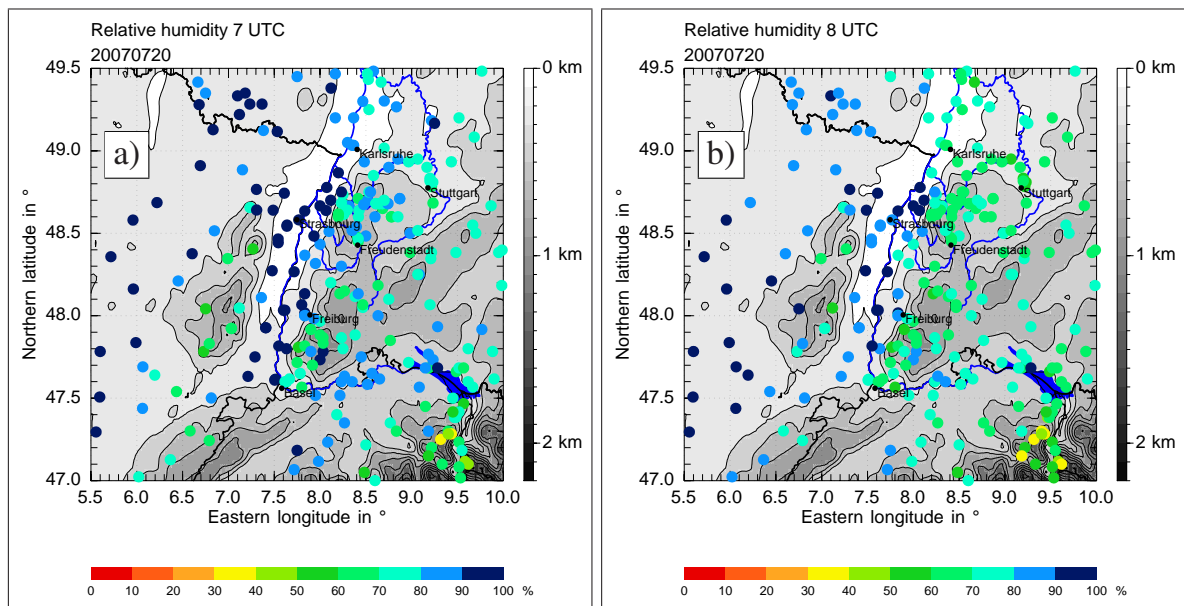 Relative humidity 7 UTC
20070720
a)
49.5
49.0
48.5
48.0
47.5
47.0
Northern latitude in °
5.5 6.0 6.5 7.0 7.5 8.0 8.5 9.0 9.5 10.0
Eastern longitude in °
Karlsruhe
Stuttgart
Strasbourg
Freudenstadt
Freiburg
Basel
0 km
1 km
2 km
0 10 20 30 40 50 60 70 80 90 100 %
Relative humidity 8 UTC
20070720
b)
49.5
49.0
48.5
48.0
47.5
47.0
Northern latitude in °
5.5 6.0 6.5 7.0 7.5 8.0 8.5 9.0 9.5 10.0
Eastern longitude in °
Karlsruhe
Stuttgart
Strasbourg
Freudenstadt
Freiburg
Basel
0 km
1 km
2 km
0 10 20 30 40 50 60 70 80 90 100 %